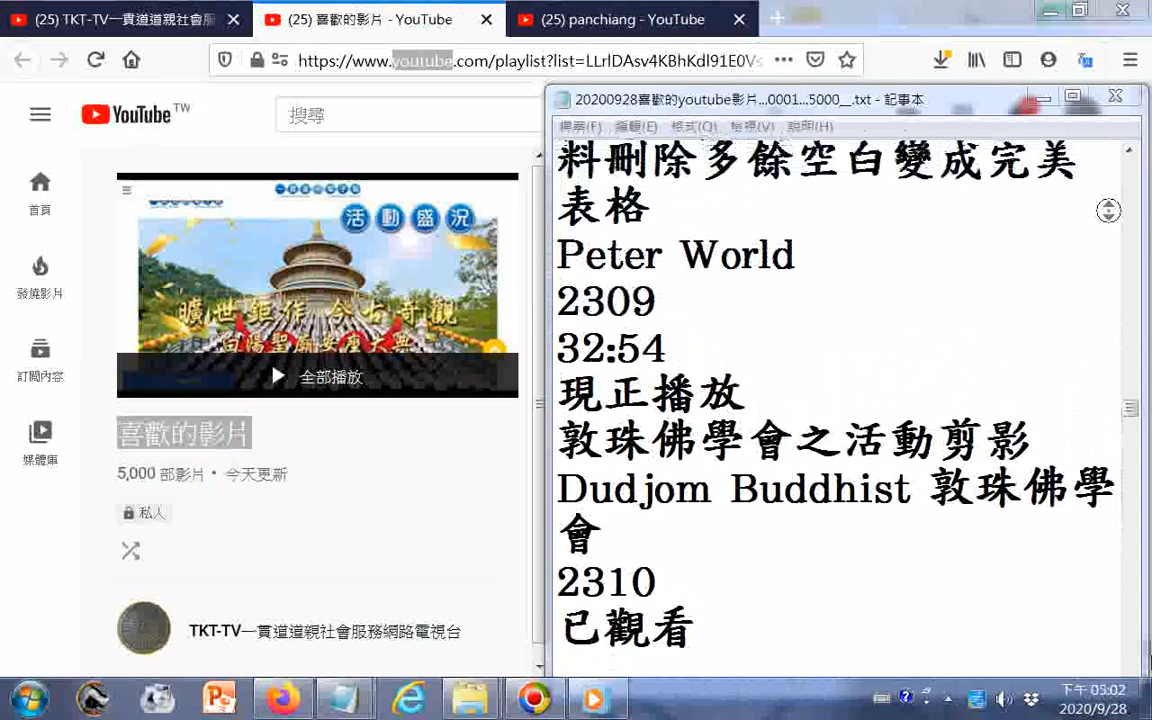 (25) TKT-TV一貫道道親社會服
(25) 喜歡的影片 - YouTube
(25) panchiang - YouTube
https://www.youtube.com/playlist?list=LLrlDAsv4KBhKdl91E0Vs
YouTube TW
搜尋
首頁
發燒影片
訂閱內容
媒體庫
活動盛況
曠世鉅作 今古奇觀
全部播放
喜歡的影片
5,000 部影片・今天更新
私人
TKT-TV一貫道道親社會服務網路電視台
20200928喜歡的youtube影片...0001...5000__.txt - 記事本
檔案(F) 編輯(E) 格式(O) 檢視(V) 說明(H)
料刪除多餘空白變成完美
表格
Peter World
2309
32:54
現正播放
敦珠佛學會之活動剪影
Dudjom Buddhist 敦珠佛學
會
2310
已觀看
下午 05:02
2020/9/28